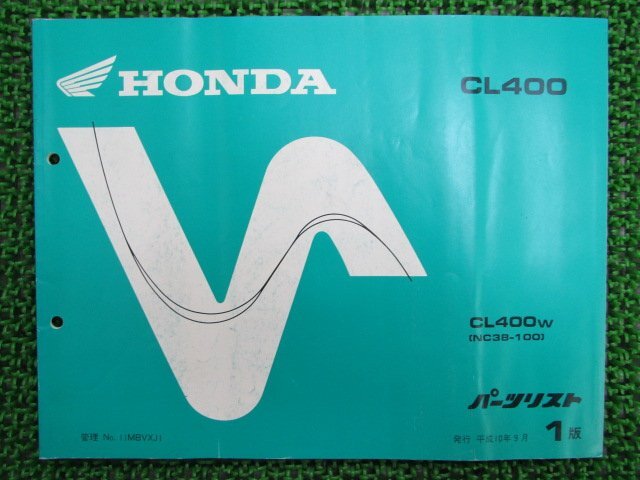 HONDA
CL400
CL400W
(NC38-100)
パーツリスト
管理 No. 11MBVXJ1
発行 平成10年9月 1版